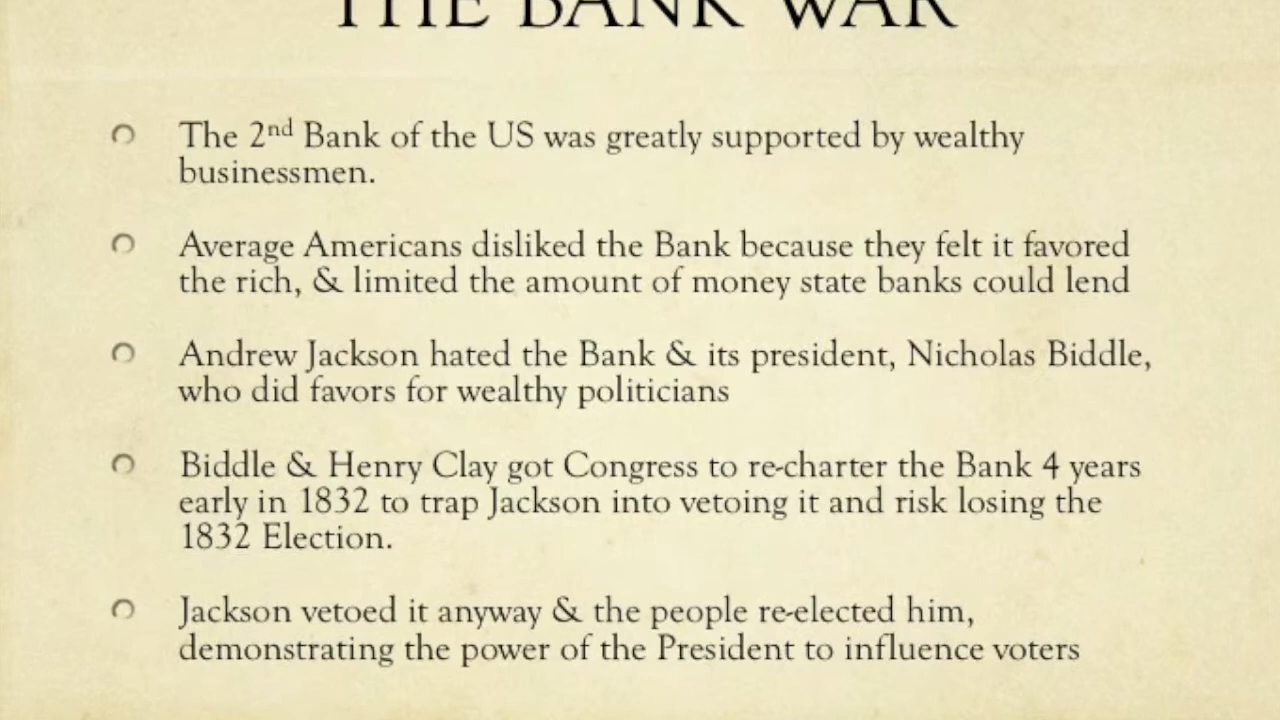 THE BANK WAR
The 2nd Bank of the US was greatly supported by wealthy
businessmen.
Average Americans disliked the Bank because they felt it favored
the rich, & limited the amount of money state banks could lend
Andrew Jackson hated the Bank & its president, Nicholas Biddle,
who did favors for wealthy politicians
Biddle & Henry Clay got Congress to re-charter the Bank 4 years
early in 1832 to trap Jackson into vetoing it and risk losing the
1832 Election.
Jackson vetoed it anyway & the people re-elected him,
demonstrating the power of the President to influence voters